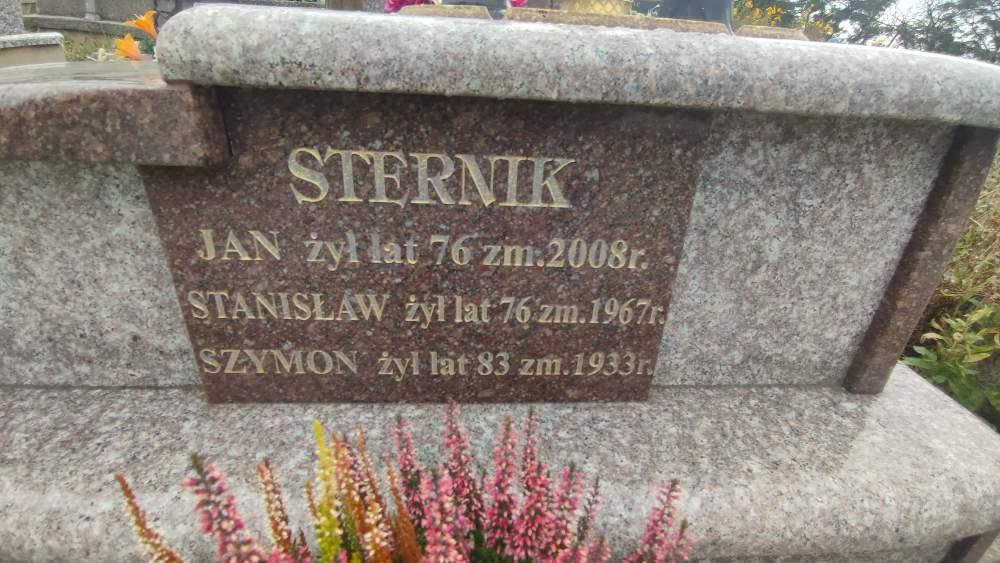 STERNIK
JAN żył lat 76 zm.2008r.
STANISŁAW żył lat 76 zm.1967r.
SZYMON żył lat 83 zm.1933r.